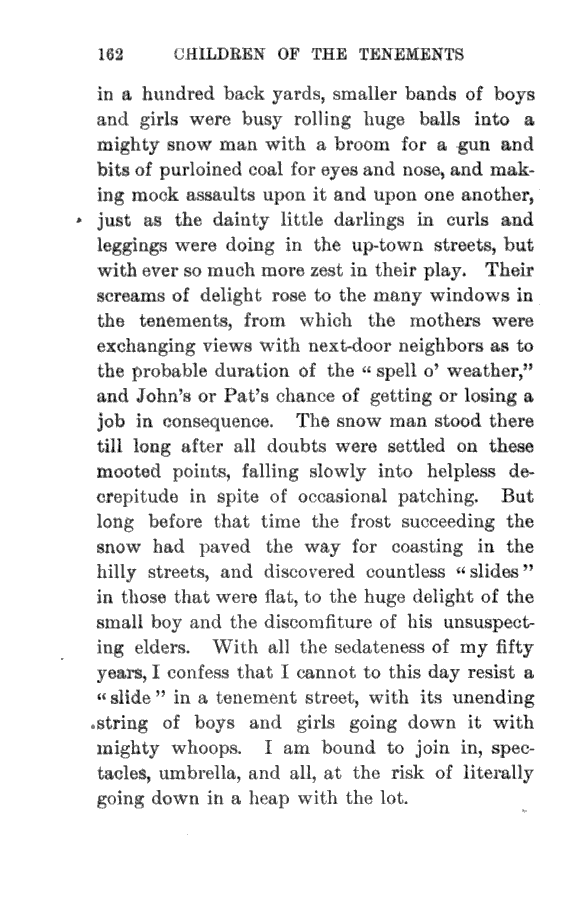 162 CHILDREN OF THE TENEMENTS
in a hundred back yards, smaller bands of boys
and girls were busy rolling huge balls into a
mighty snow man with a broom for a gun and
bits of purloined coal for eyes and nose, and mak-
ing mock assaults upon it and upon one another,
just as the dainty little darlings in curls and
leggings were doing in the up-town streets, but
with ever so much more zest in their play. Their
screams of delight rose to the many windows in
the tenements, from which the mothers were
exchanging views with next-door neighbors as to
the probable duration of the “spell o’ weather,”
and John’s or Pat’s chance of getting or losing a
job in consequence. The snow man stood there
till long after all doubts were settled on these
mooted points, falling slowly into helpless de-
crepitude in spite of occasional patching. But
long before that time the frost succeeding the
snow had paved the way for coasting in the
hilly streets, and discovered countless “slides”
in those that were flat, to the huge delight of the
small boy and the discomfiture of his unsuspect-
ing elders. With all the sedateness of my fifty
years, I confess that I cannot to this day resist a
“slide” in a tenement street, with its unending
string of boys and girls going down it with
mighty whoops. I am bound to join in, spec-
tacles, umbrella, and all, at the risk of literally
going down in a heap with the lot.